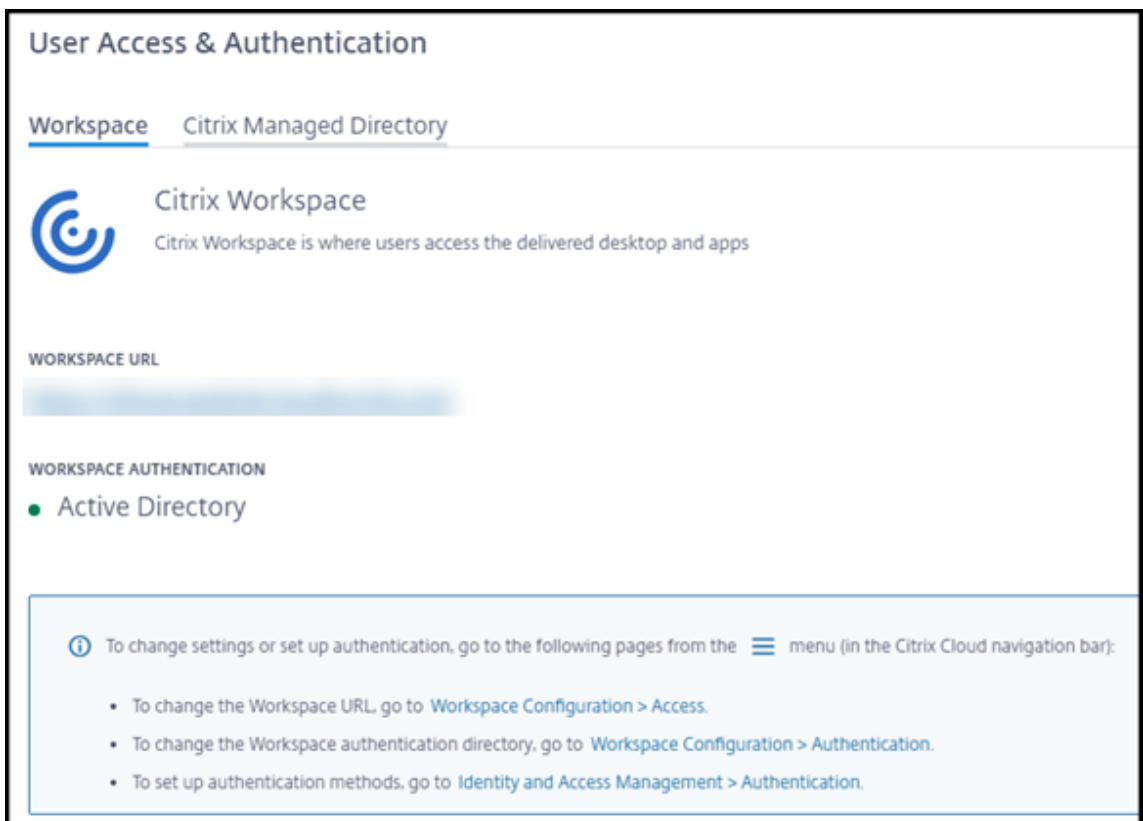 User Access & Authentication
Workspace Citrix Managed Directory
Citrix Workspace
Citrix Workspace is where users access the delivered desktop and apps
WORKSPACE URL
WORKSPACE AUTHENTICATION
• Active Directory
To change settings or set up authentication, go to the following pages from the ☰ menu (in the Citrix Cloud navigation bar):
• To change the Workspace URL, go to Workspace Configuration > Access.
• To change the Workspace authentication directory, go to Workspace Configuration > Authentication.
• To set up authentication methods, go to Identity and Access Management > Authentication.